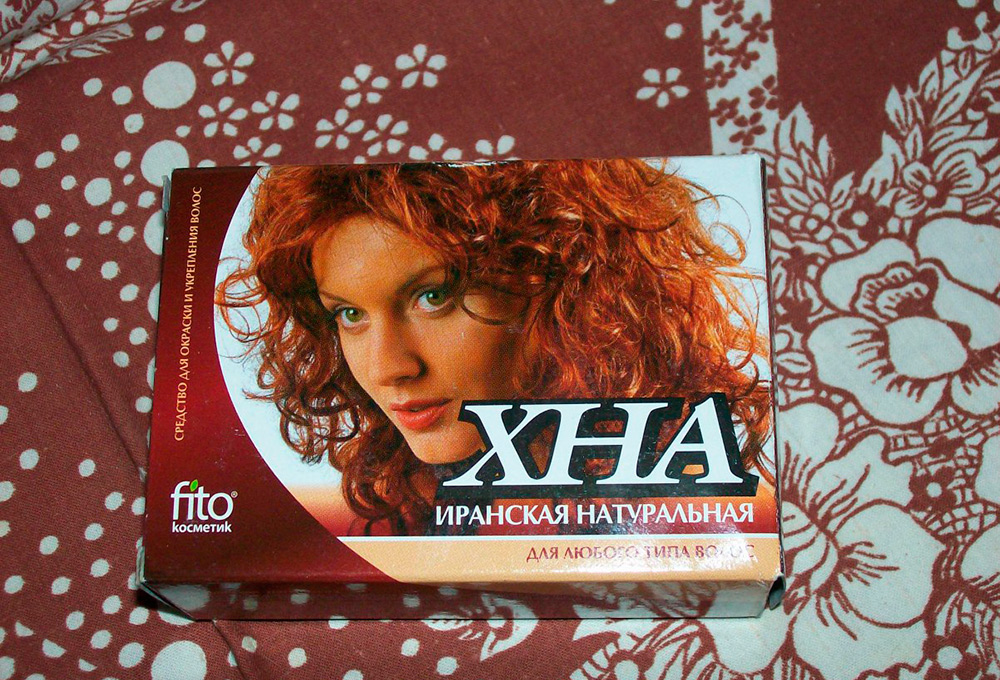 СРЕДСТВО ДЛЯ ОКРАСКИ И УКРЕПЛЕНИЯ ВОЛОС
fito®
косметик
ХНА
ИРАНСКАЯ НАТУРАЛЬНАЯ
ДЛЯ ЛЮБОГО ТИПА ВОЛОС